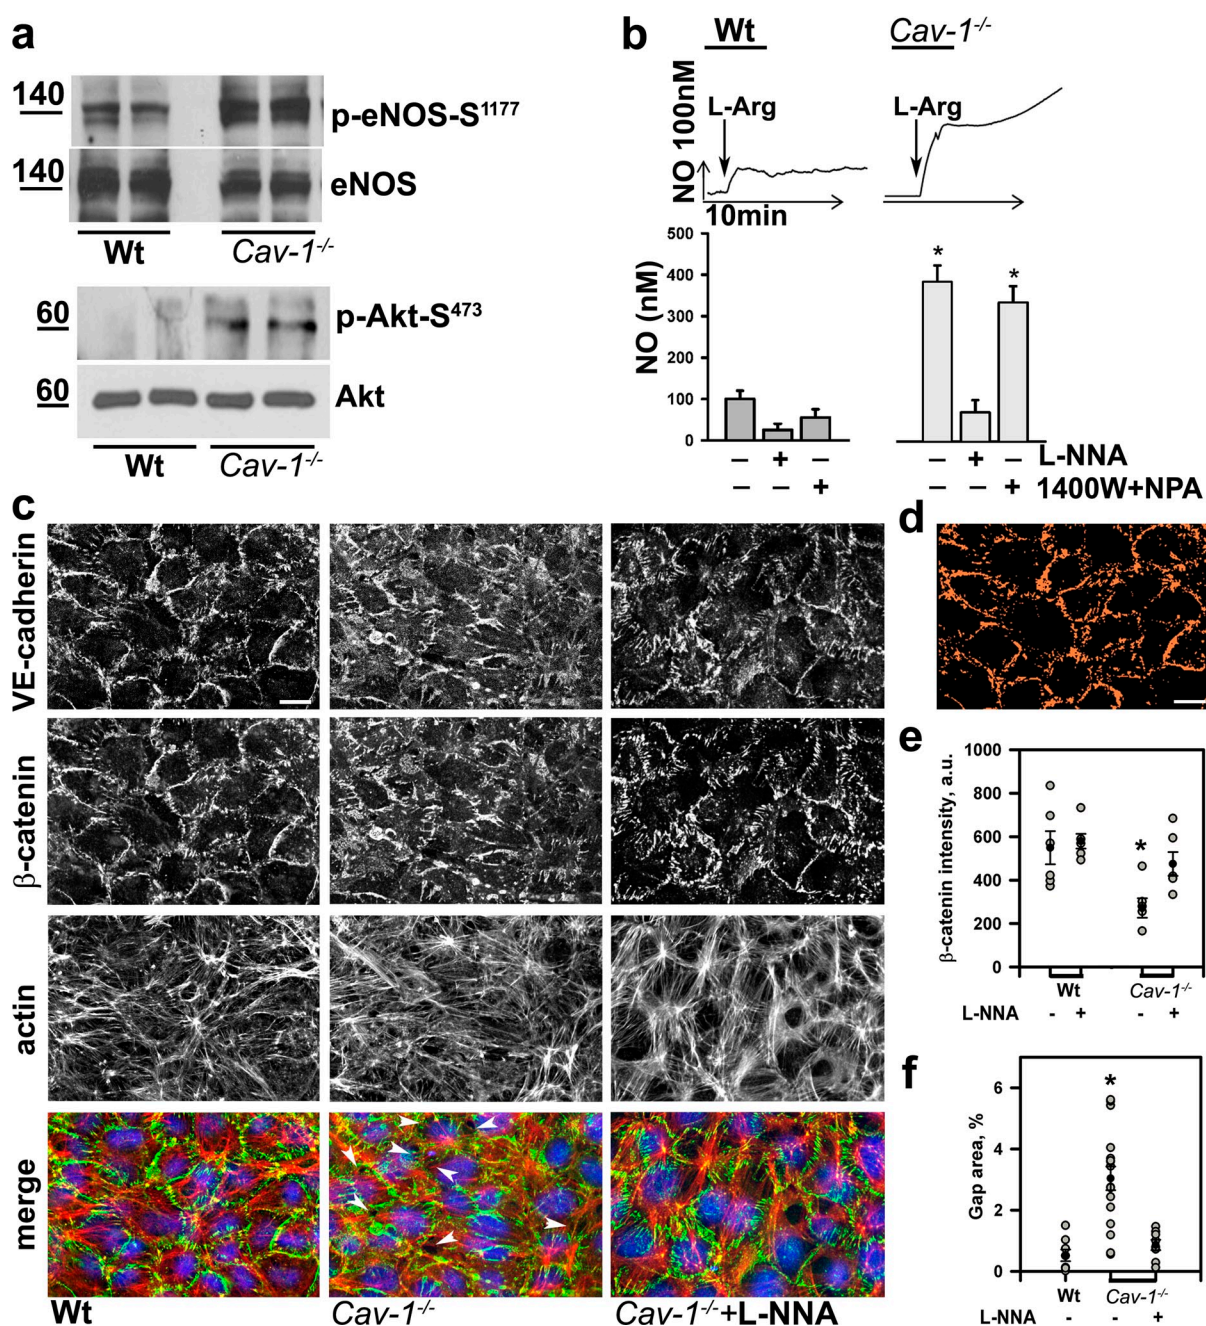 a
140
p-eNOS-S1177
140
eNOS
Wt Cav-1-/-
60
p-Akt-S473
60
Akt
Wt Cav-1-/-
b
Wt Cav-1-/-
NO 100nM
L-Arg L-Arg
10min
NO (nM)
500
400
300
200
100
0
* *
– + – – + – L-NNA
– – + – – + 1400W+NPA
c
VE-cadherin
β-catenin
actin
merge
Wt Cav-1-/- Cav-1-/-+L-NNA
d
e
β-catenin intensity, a.u.
1000
800
600
400
200
0
*
Wt Cav-1-/-
L-NNA - + - +
f
Gap area, %
6
4
2
0
*
Wt Cav-1-/-
L-NNA - - +